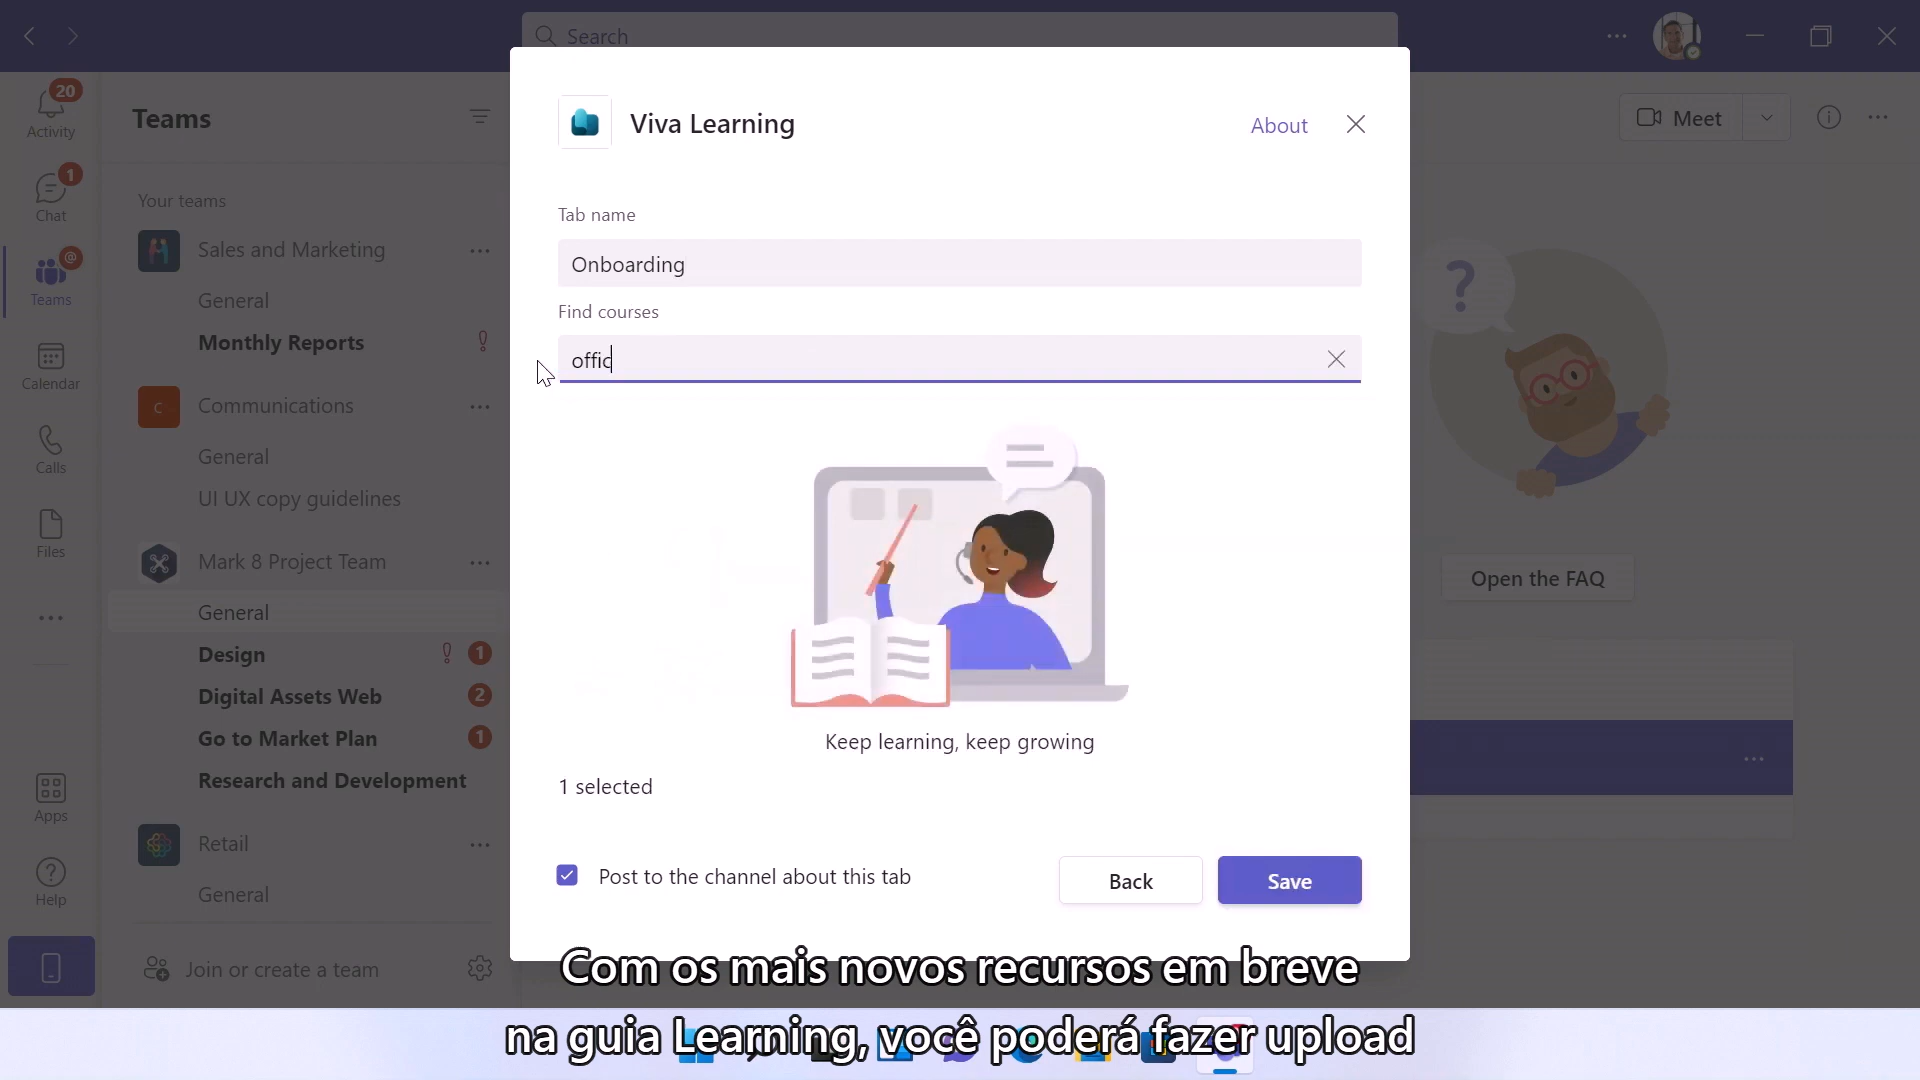 Search
20
Activity
1
Chat
@
Teams
Calendar
Calls
Files
Apps
Help
Teams
Your teams
Sales and Marketing
General
Monthly Reports
C
Communications
General
UI UX copy guidelines
Mark 8 Project Team
General
Design
1
Digital Assets Web
2
Go to Market Plan
1
Research and Development
Retail
General
Join or create a team
Viva Learning
About
Tab name
Onboarding
Find courses
offic
Keep learning, keep growing
1 selected
Post to the channel about this tab
Back
Save
Meet
?
Open the FAQ
Com os mais novos recursos em breve
na guia Learning, você poderá fazer upload